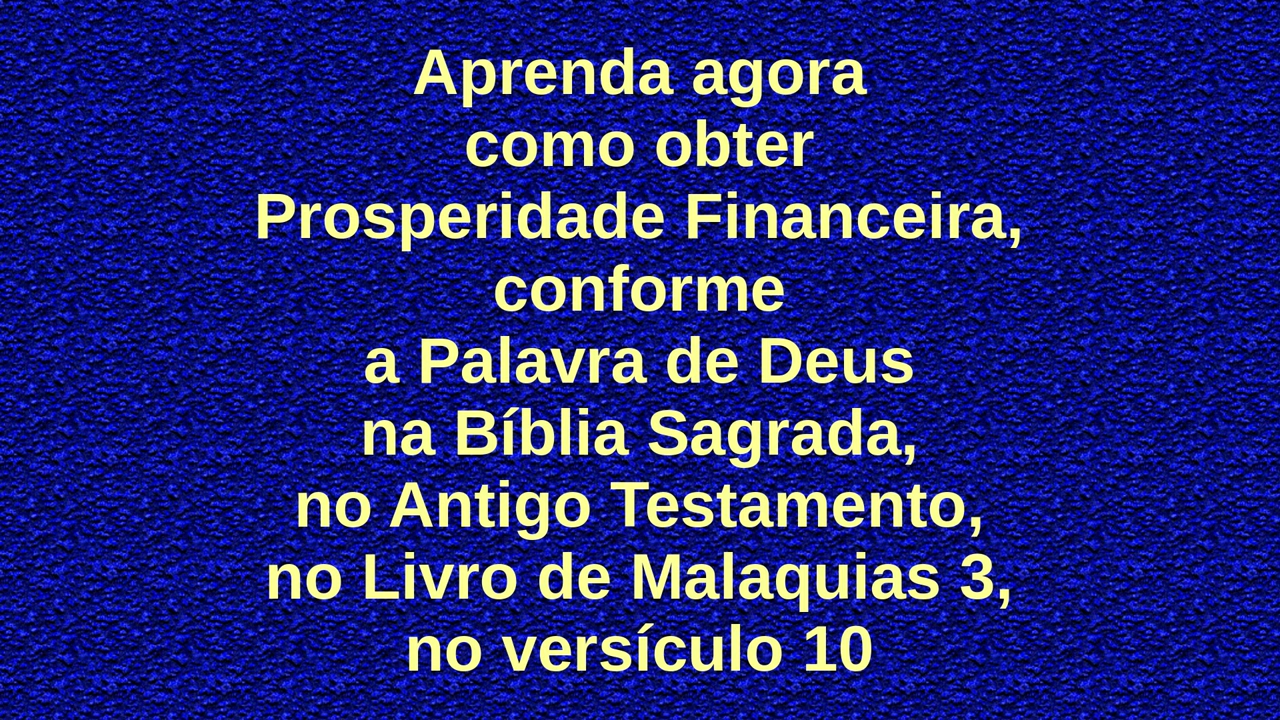 Aprenda agora
como obter
Prosperidade Financeira,
conforme
a Palavra de Deus
na Bíblia Sagrada,
no Antigo Testamento,
no Livro de Malaquias 3,
no versículo 10